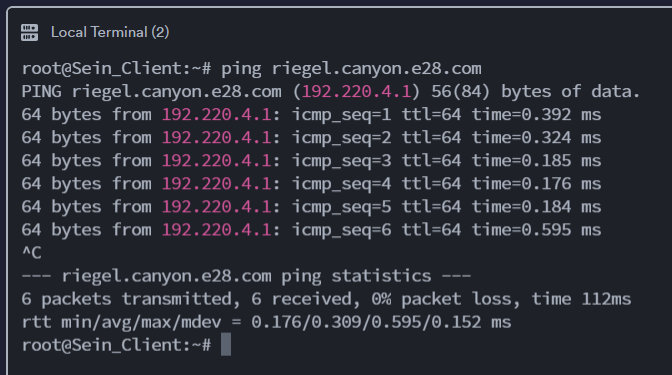 Local Terminal (2)
root@Sein_Client:~# ping riegel.canyon.e28.com
PING riegel.canyon.e28.com (192.220.4.1) 56(84) bytes of data.
64 bytes from 192.220.4.1: icmp_seq=1 ttl=64 time=0.392 ms
64 bytes from 192.220.4.1: icmp_seq=2 ttl=64 time=0.324 ms
64 bytes from 192.220.4.1: icmp_seq=3 ttl=64 time=0.185 ms
64 bytes from 192.220.4.1: icmp_seq=4 ttl=64 time=0.176 ms
64 bytes from 192.220.4.1: icmp_seq=5 ttl=64 time=0.184 ms
64 bytes from 192.220.4.1: icmp_seq=6 ttl=64 time=0.595 ms
^C
--- riegel.canyon.e28.com ping statistics ---
6 packets transmitted, 6 received, 0% packet loss, time 112ms
rtt min/avg/max/mdev = 0.176/0.309/0.595/0.152 ms
root@Sein_Client:~#